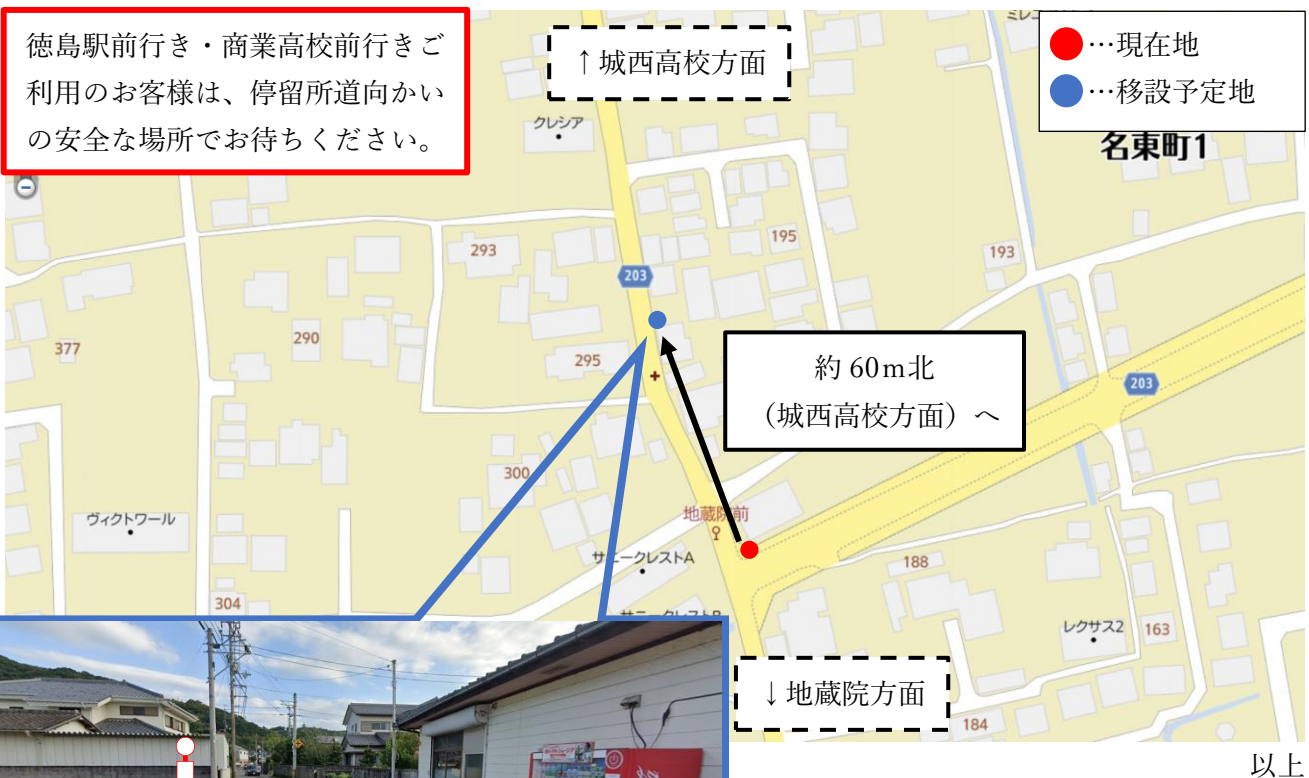 徳島駅前行き・商業高校前行きご
利用のお客様は、停留所道向かい
の安全な場所でお待ちください。
↑城西高校方面
●…現在地
●…移設予定地
クレシア
名東町1
195
293
193
203
290
377
295
約60m北
（城西高校方面）へ
203
300
地蔵院前
ヴィクトワール
サニークレストA
188
304
レクサス2
163
↓地蔵院方面
184
以上